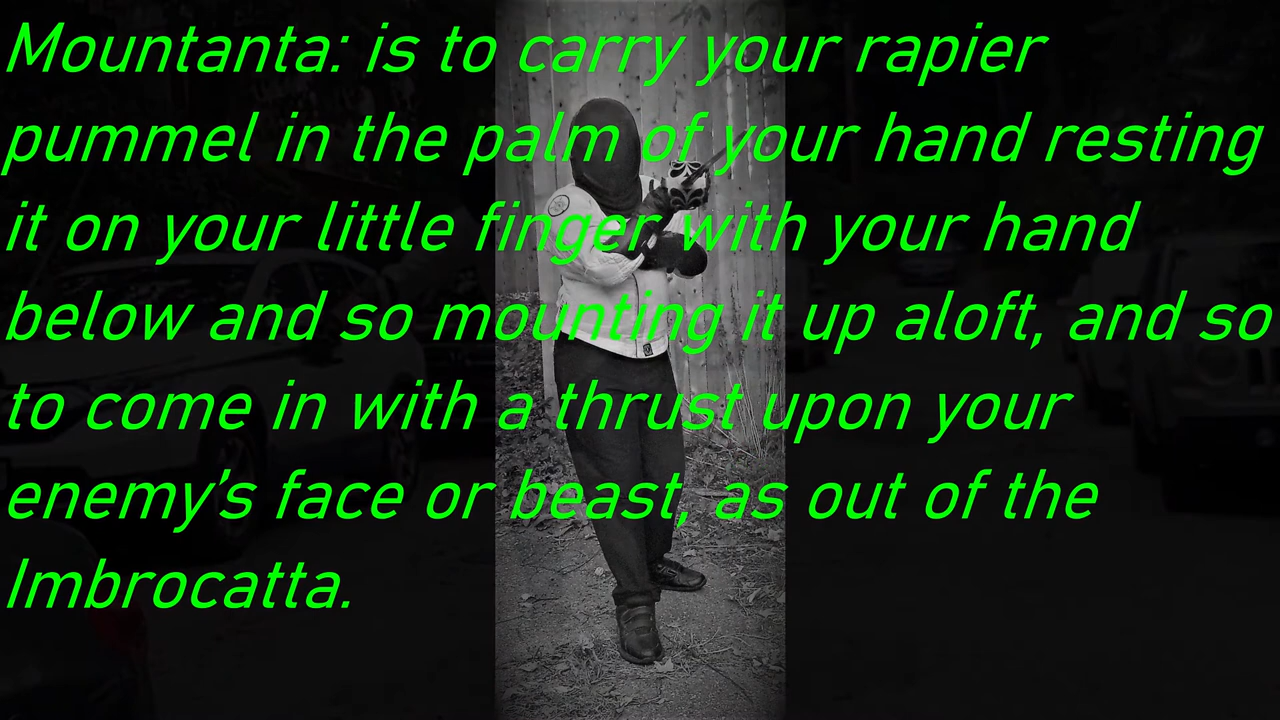 Mountanta: is to carry your rapier
pummel in the palm of your hand resting
it on your little finger with your hand
below and so mounting it up aloft, and so
to come in with a thrust upon your
enemy's face or beast, as out of the
Imbrocatta.